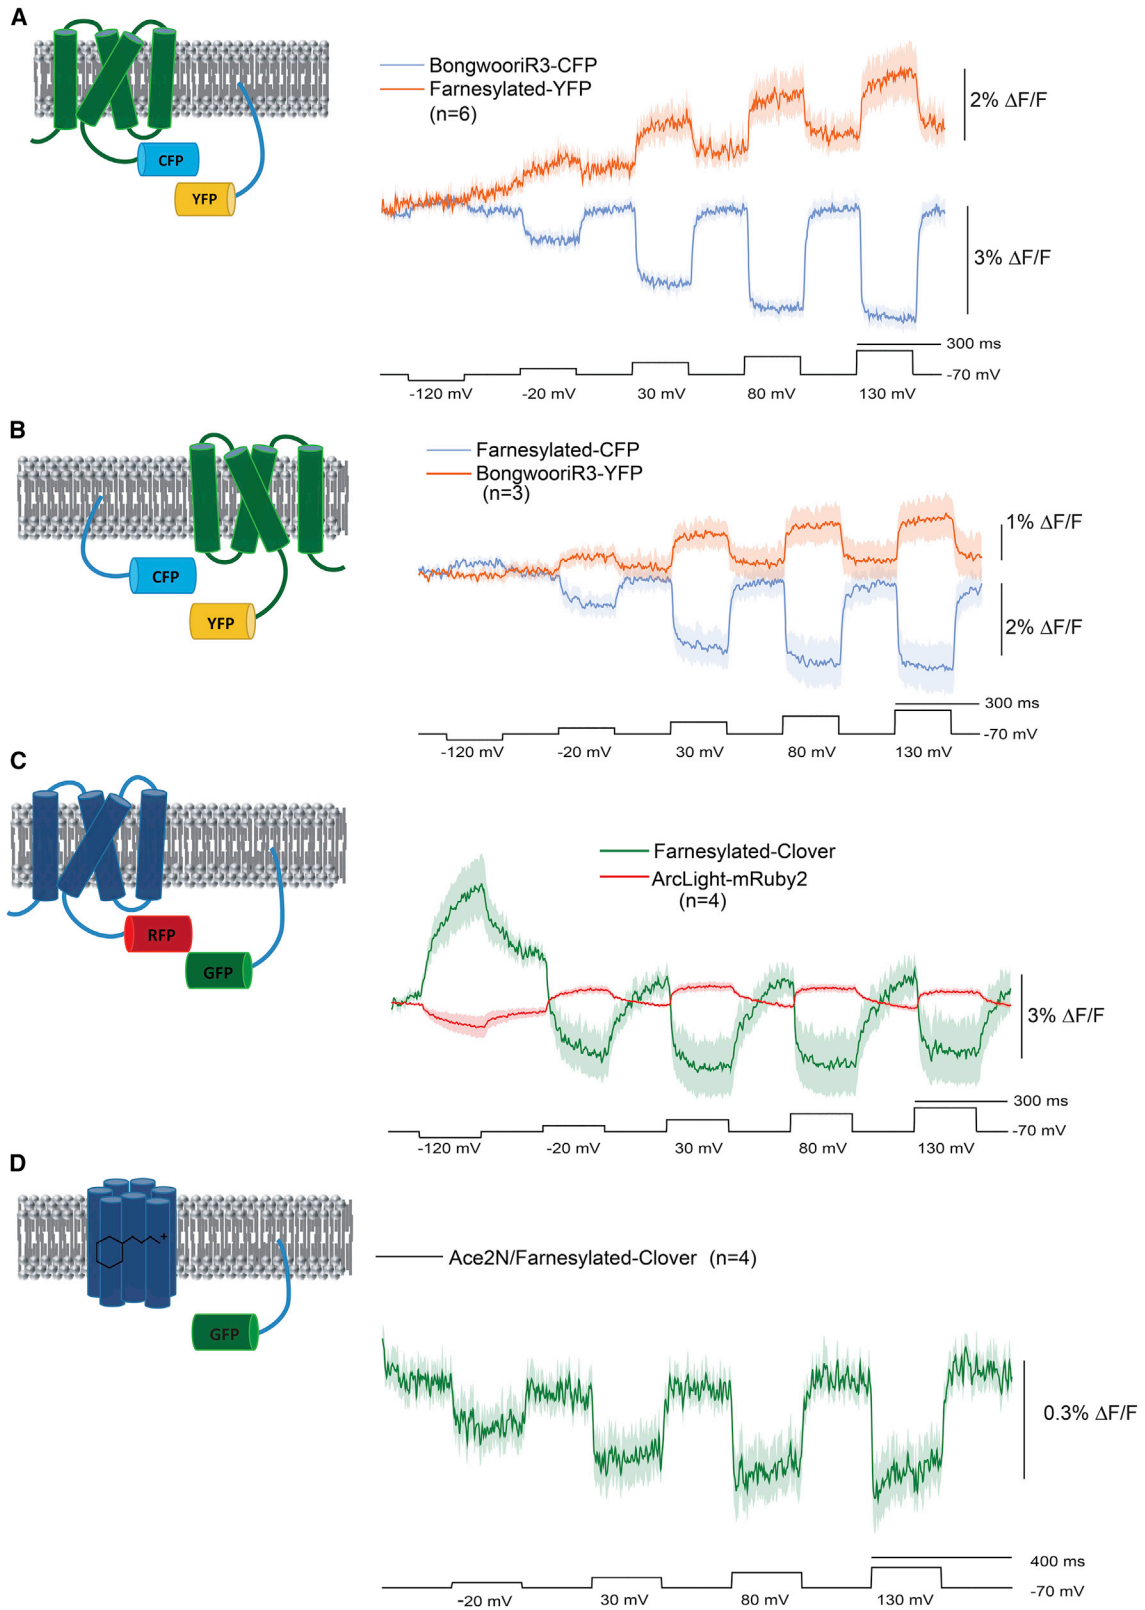 A
CFP
YFP
BongwooriR3-CFP
Farnesylated-YFP
(n=6)
2% ΔF/F
3% ΔF/F
300 ms
-70 mV
-120 mV -20 mV 30 mV 80 mV 130 mV
B
CFP
YFP
Farnesylated-CFP
BongwooriR3-YFP
(n=3)
1% ΔF/F
2% ΔF/F
300 ms
-70 mV
-120 mV -20 mV 30 mV 80 mV 130 mV
C
RFP
GFP
Farnesylated-Clover
ArcLight-mRuby2
(n=4)
3% ΔF/F
300 ms
-70 mV
-120 mV -20 mV 30 mV 80 mV 130 mV
D
+
GFP
Ace2N/Farnesylated-Clover (n=4)
0.3% ΔF/F
400 ms
-70 mV
-20 mV 30 mV 80 mV 130 mV